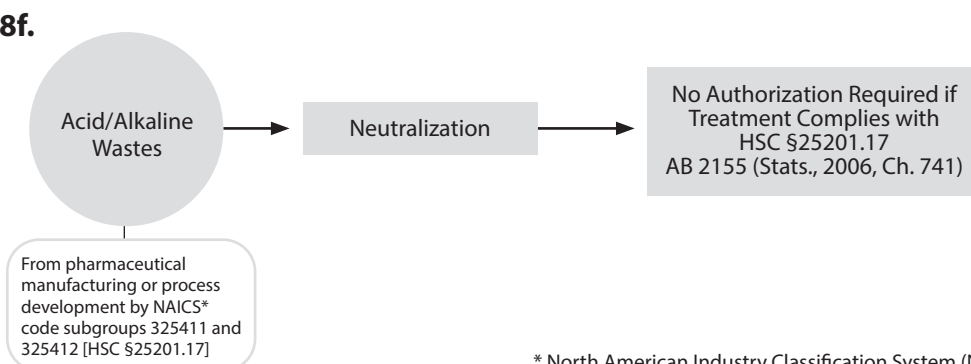 8f.
Acid/Alkaline
Wastes
Neutralization
No Authorization Required if
Treatment Complies with
HSC §25201.17
AB 2155 (Stats., 2006, Ch. 741)
From pharmaceutical
manufacturing or process
development by NAICS*
code subgroups 325411 and
325412 [HSC §25201.17]
* North American Industry Classification System (